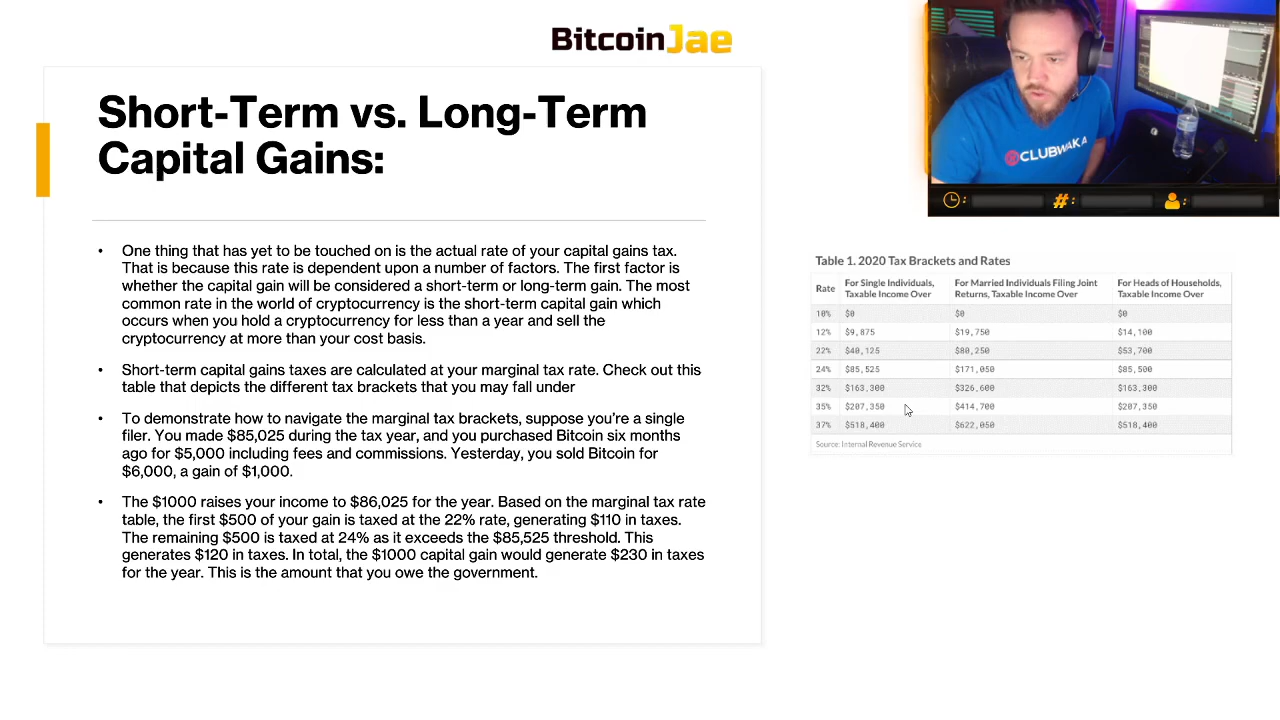 BitcoinJae
Short-Term vs. Long-Term
Capital Gains:
• One thing that has yet to be touched on is the actual rate of your capital gains tax.
That is because this rate is dependent upon a number of factors. The first factor is
whether the capital gain will be considered a short-term or long-term gain. The most
common rate in the world of cryptocurrency is the short-term capital gain which
occurs when you hold a cryptocurrency for less than a year and sell the
cryptocurrency at more than your cost basis.
• Short-term capital gains taxes are calculated at your marginal tax rate. Check out this
table that depicts the different tax brackets that you may fall under
• To demonstrate how to navigate the marginal tax brackets, suppose you're a single
filer. You made $85,025 during the tax year, and you purchased Bitcoin six months
ago for $5,000 including fees and commissions. Yesterday, you sold Bitcoin for
$6,000, a gain of $1,000.
• The $1000 raises your income to $86,025 for the year. Based on the marginal tax rate
table, the first $500 of your gain is taxed at the 22% rate, generating $110 in taxes.
The remaining $500 is taxed at 24% as it exceeds the $85,525 threshold. This
generates $120 in taxes. In total, the $1000 capital gain would generate $230 in taxes
for the year. This is the amount that you owe the government.
CLUBWAKA
# :
Table 1. 2020 Tax Brackets and Rates
Rate For Single Individuals, Taxable Income Over For Married Individuals Filing Joint Returns, Taxable Income Over For Heads of Households, Taxable Income Over
10% $0 $0 $0
12% $9,875 $19,750 $14,100
22% $40,125 $80,250 $53,700
24% $85,525 $171,050 $85,500
32% $163,300 $326,600 $163,300
35% $207,350 $414,700 $207,350
37% $518,400 $622,050 $518,400
Source: Internal Revenue Service